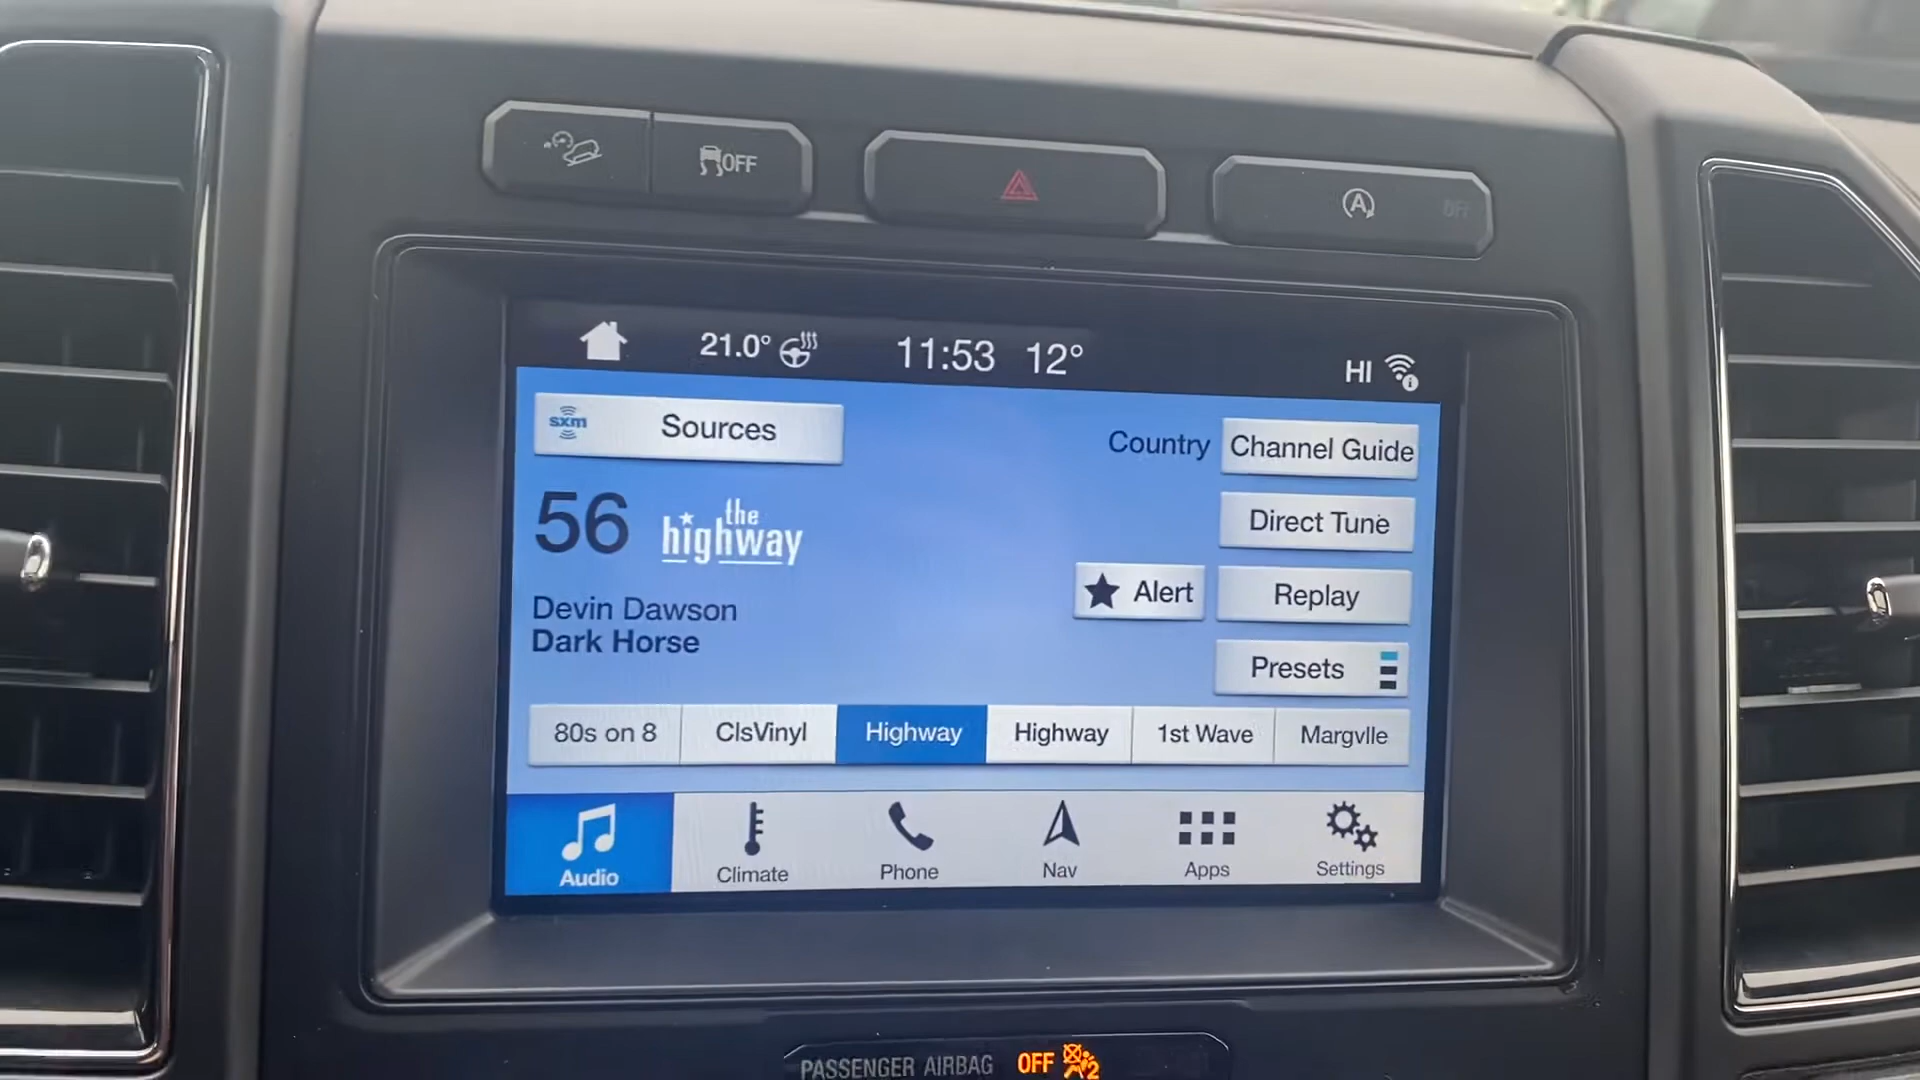 OFF
A OFF
21.0° 11:53 12° HI
sxm Sources
Country Channel Guide
56 the highway
Direct Tune
Alert Replay
Devin Dawson
Dark Horse
Presets
80s on 8 ClsVinyl Highway Highway 1st Wave Margvlle
Audio Climate Phone Nav Apps Settings
PASSENGER AIRBAG OFF 2